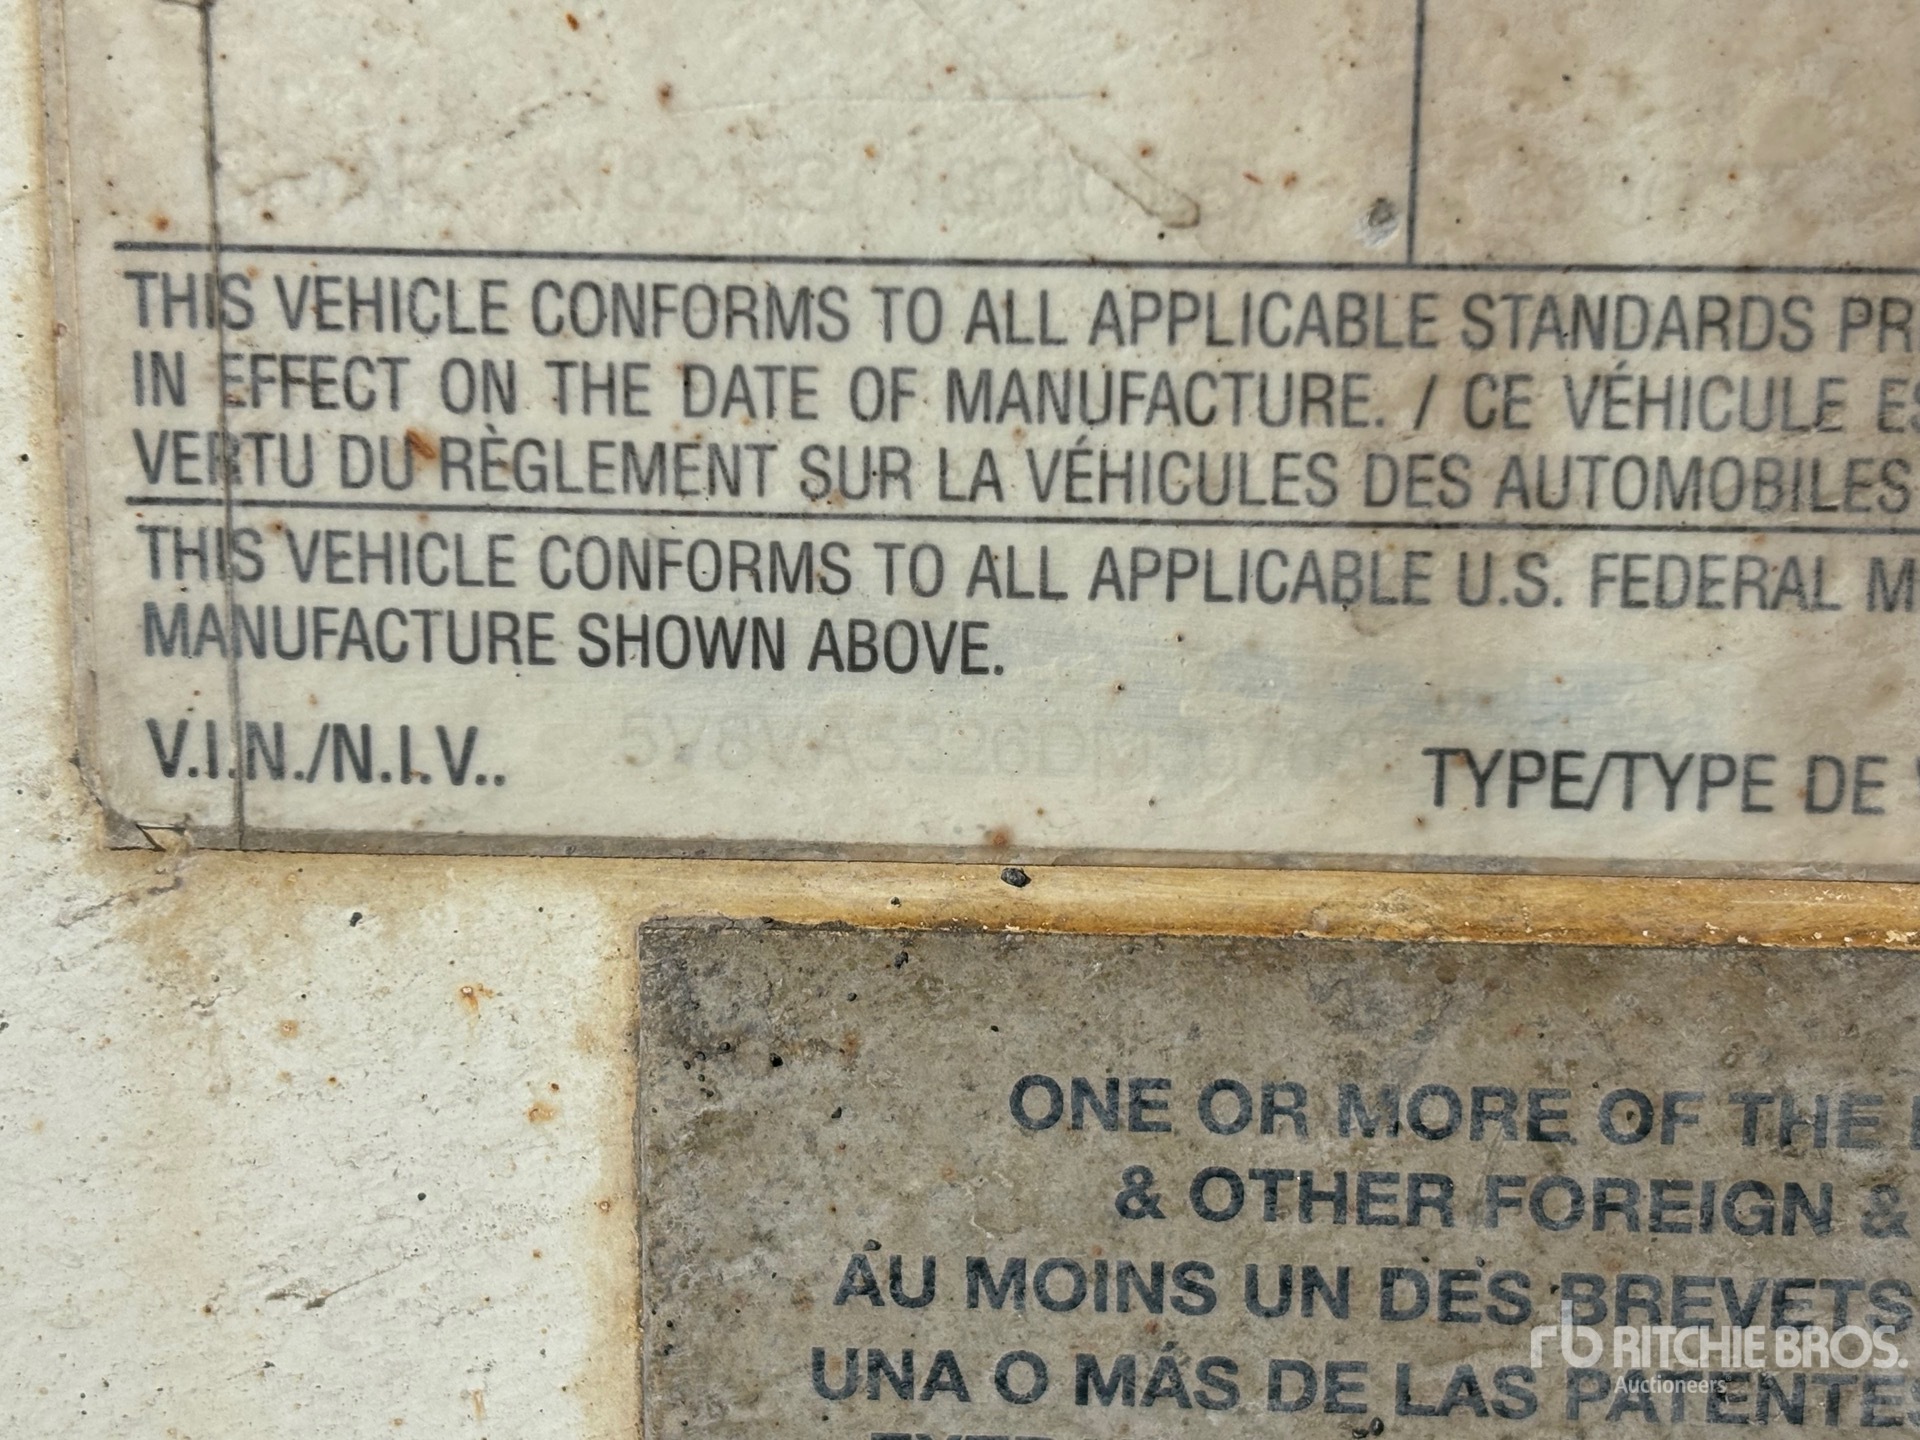 THIS VEHICLE CONFORMS TO ALL APPLICABLE STANDARDS PR
IN EFFECT ON THE DATE OF MANUFACTURE. / CE VÉHICULE ES
VERTU DU RÈGLEMENT SUR LA VÉHICULES DES AUTOMOBILES
THIS VEHICLE CONFORMS TO ALL APPLICABLE U.S. FEDERAL M
MANUFACTURE SHOWN ABOVE.
V.I.N./N.I.V..
TYPE/TYPE DE
ONE OR MORE OF THE
& OTHER FOREIGN &
AU MOINS UN DES BREVETS
UNA O MÁS DE LAS PATENTES
rb RITCHIE BROS.
Auctioneers